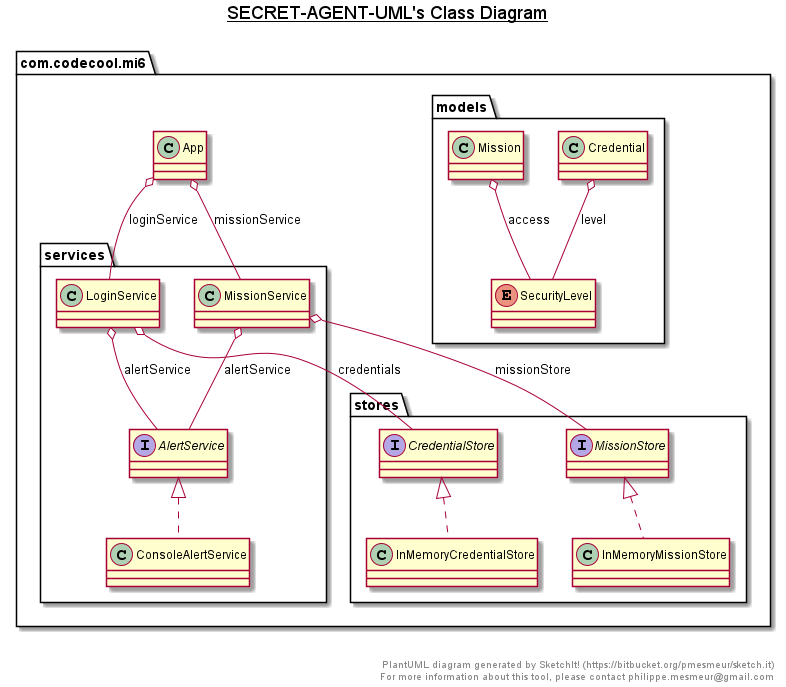 SECRET-AGENT-UML's Class Diagram
com.codecool.mi6
models
C App
C Mission
C Credential
loginService
missionService
access
level
services
C LoginService
C MissionService
E SecurityLevel
alertService
alertService
credentials
missionStore
stores
I AlertService
I CredentialStore
I MissionStore
C ConsoleAlertService
C InMemoryCredentialStore
C InMemoryMissionStore
PlantUML diagram generated by SketchIt! (https://bitbucket.org/pmesmeur/sketch.it)
For more information about this tool, please contact philippe.mesmeur@gmail.com